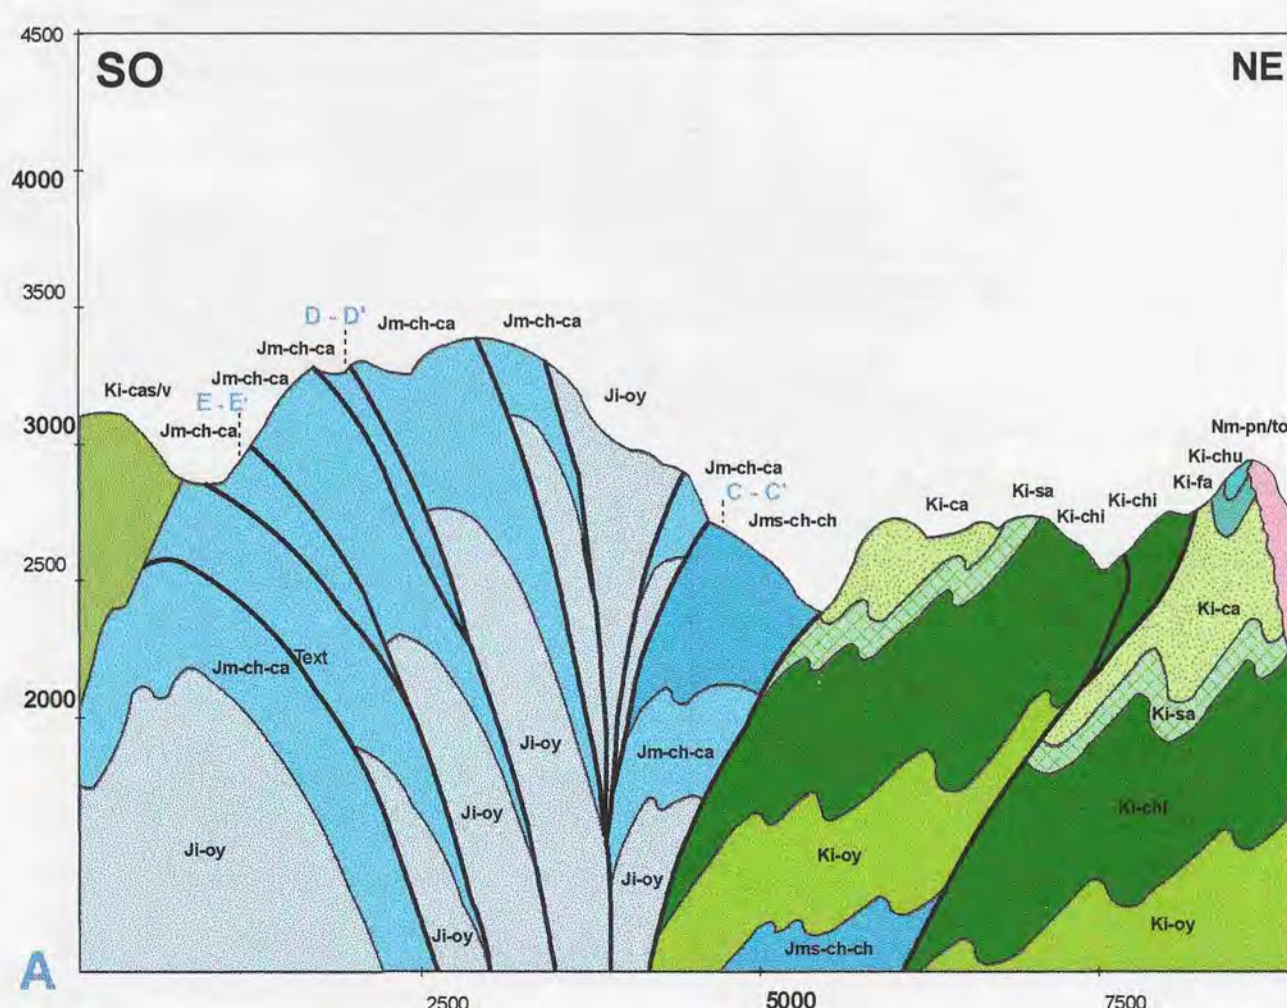 4500
SO
NE
4000
3500
D - D'
Jm-ch-ca
Jm-ch-ca
Jm-ch-ca
Jm-ch-ca
Ki-cas/v
E - E'
Ji-oy
3000
Jm-ch-ca
Nm-pn/to
Ki-chu
Jm-ch-ca
C - C'
Ki-fa
Ki-sa
Ki-chi
Ki-ca
Ki-chi
Jms-ch-ch
2500
Ki-ca
Text
Jm-ch-ca
2000
Ki-sa
Ji-oy
Jm-ch-ca
Ki-chi
Ji-oy
Ji-oy
Ki-oy
Ji-oy
Ki-oy
Ji-oy
Jms-ch-ch
A
2500
5000
7500